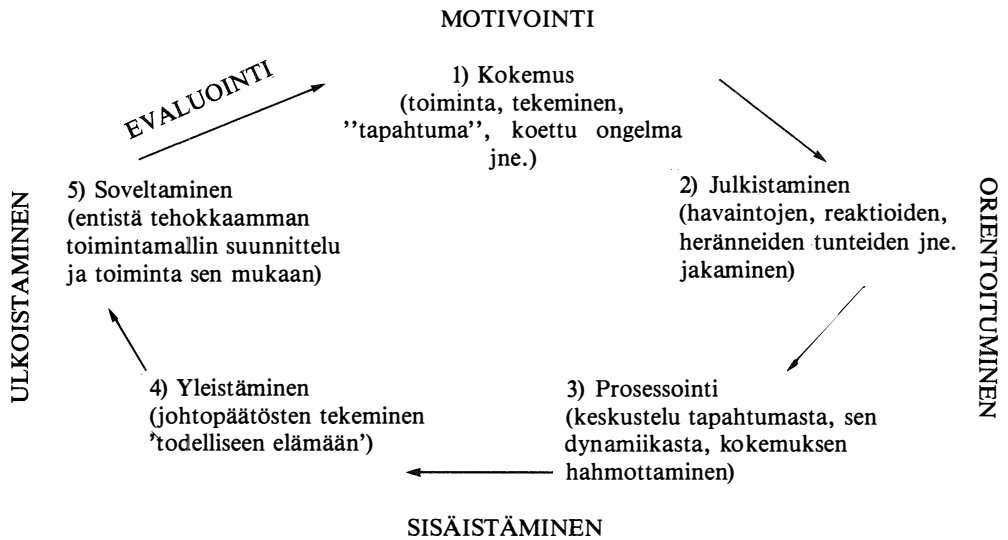 MOTIVOINTI
1) Kokemus
(toiminta, tekeminen,
’’tapahtuma’’, koettu ongelma
jne.)
EVALUOINTI
2) Julkistaminen
(havaintojen, reaktioiden,
heränneiden tunteiden jne.
jakaminen)
ORIENTOITUMINEN
3) Prosessointi
(keskustelu tapahtumasta, sen
dynamiikasta, kokemuksen
hahmottaminen)
SISÄISTÄMINEN
4) Yleistäminen
(johtopäätösten tekeminen
’todelliseen elämään’)
5) Soveltaminen
(entistä tehokkaamman
toimintamallin suunnittelu
ja toiminta sen mukaan)
ULKOISTAMINEN